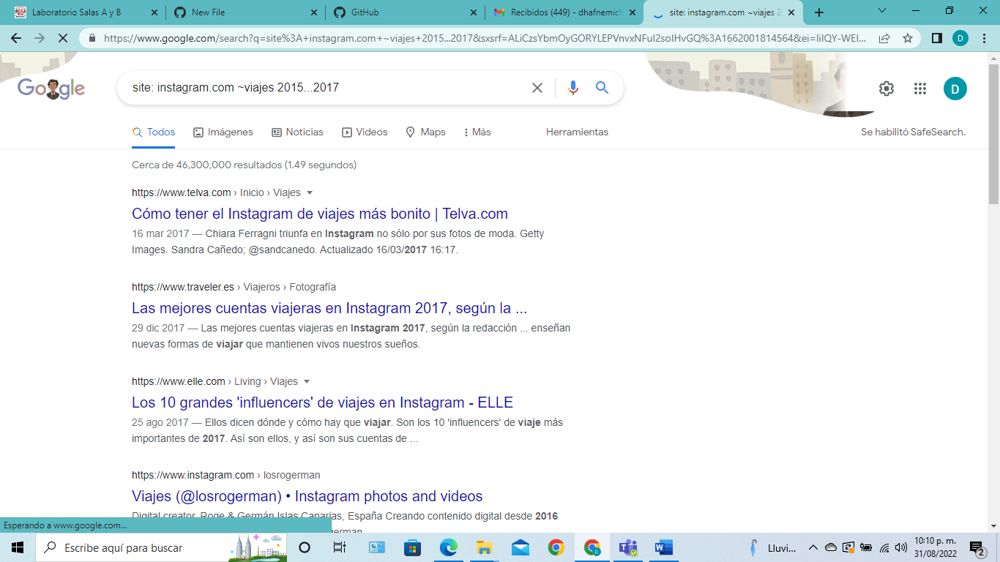 Laboratorio Salas A y B
New File
GitHub
Recibidos (449) - dhafnemich
site: instagram.com ~viajes 2
https://www.google.com/search?q=site%3A+instagram.com+~viajes+2015...2017&sxsrf=ALiCzsYbmOyGORYLEPVnvxNFuI2solHvGQ%3A1662001814564&ei=liIQY-WEI...
D
Google
site: instagram.com ~viajes 2015...2017
D
Todos
Imágenes
Noticias
Videos
Maps
Más
Herramientas
Se habilitó SafeSearch.
Cerca de 46,300,000 resultados (1.49 segundos)
https://www.telva.com › Inicio › Viajes
Cómo tener el Instagram de viajes más bonito | Telva.com
16 mar 2017 — Chiara Ferragni triunfa en Instagram no sólo por sus fotos de moda. Getty
Images. Sandra Cañedo; @sandcanedo. Actualizado 16/03/2017 16:17.
https://www.traveler.es › Viajeros › Fotografía
Las mejores cuentas viajeras en Instagram 2017, según la ...
29 dic 2017 — Las mejores cuentas viajeras en Instagram 2017, según la redacción ... enseñan
nuevas formas de viajar que mantienen vivos nuestros sueños.
https://www.elle.com › Living › Viajes
Los 10 grandes 'influencers' de viajes en Instagram - ELLE
25 ago 2017 — Ellos dicen dónde y cómo hay que viajar. Son los 10 'influencers' de viaje más
importantes de 2017. Así son ellos, y así son sus cuentas de ...
https://www.instagram.com › losrogerman
Viajes (@losrogerman) • Instagram photos and videos
Digital creator. Roge & Germán Islas Canarias, España Creando contenido digital desde 2016
Esperando a www.google.com...
Escribe aquí para buscar
Lluvi...
10:10 p. m.
31/08/2022
2